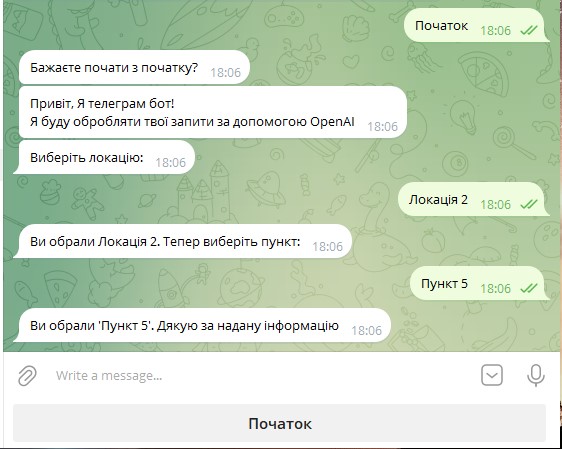 Початок 18:06
Бажаєте почати з початку? 18:06
Привіт, Я телеграм бот!
Я буду обробляти твої запити за допомогою OpenAI 18:06
Виберіть локацію: 18:06
Локація 2 18:06
Ви обрали Локація 2. Тепер виберіть пункт: 18:06
Пункт 5 18:06
Ви обрали 'Пункт 5'. Дякую за надану інформацію 18:06
Write a message...
Початок